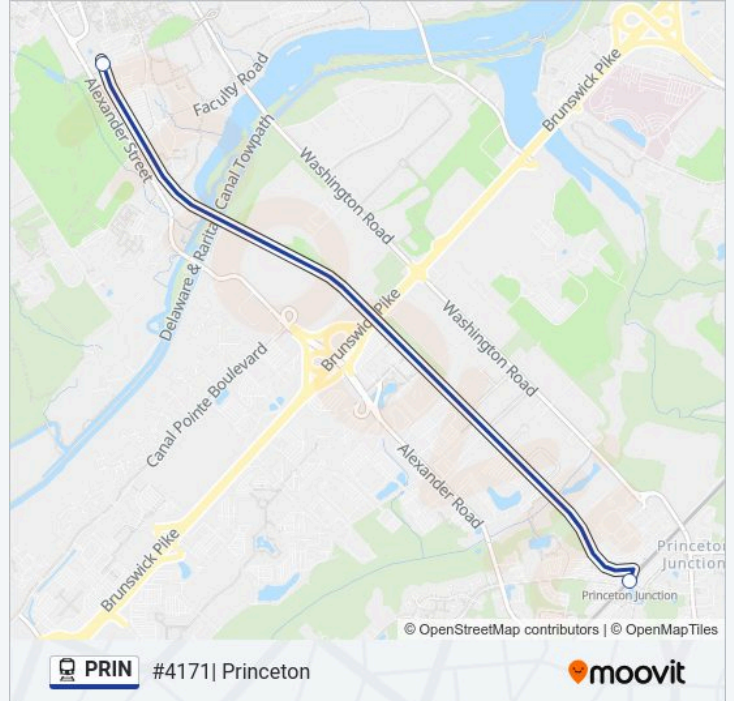 Faculty Road
Alexander Street
Brunswick Pike
Delaware & Raritan Canal Towpath
Washington Road
Brunswick Pike
Washington Road
Canal Pointe Boulevard
Alexander Road
Brunswick Pike
Princeton
Junction
Princeton Junction
© OpenStreetMap contributors | © OpenMapTiles
PRIN #4171| Princeton
moovit